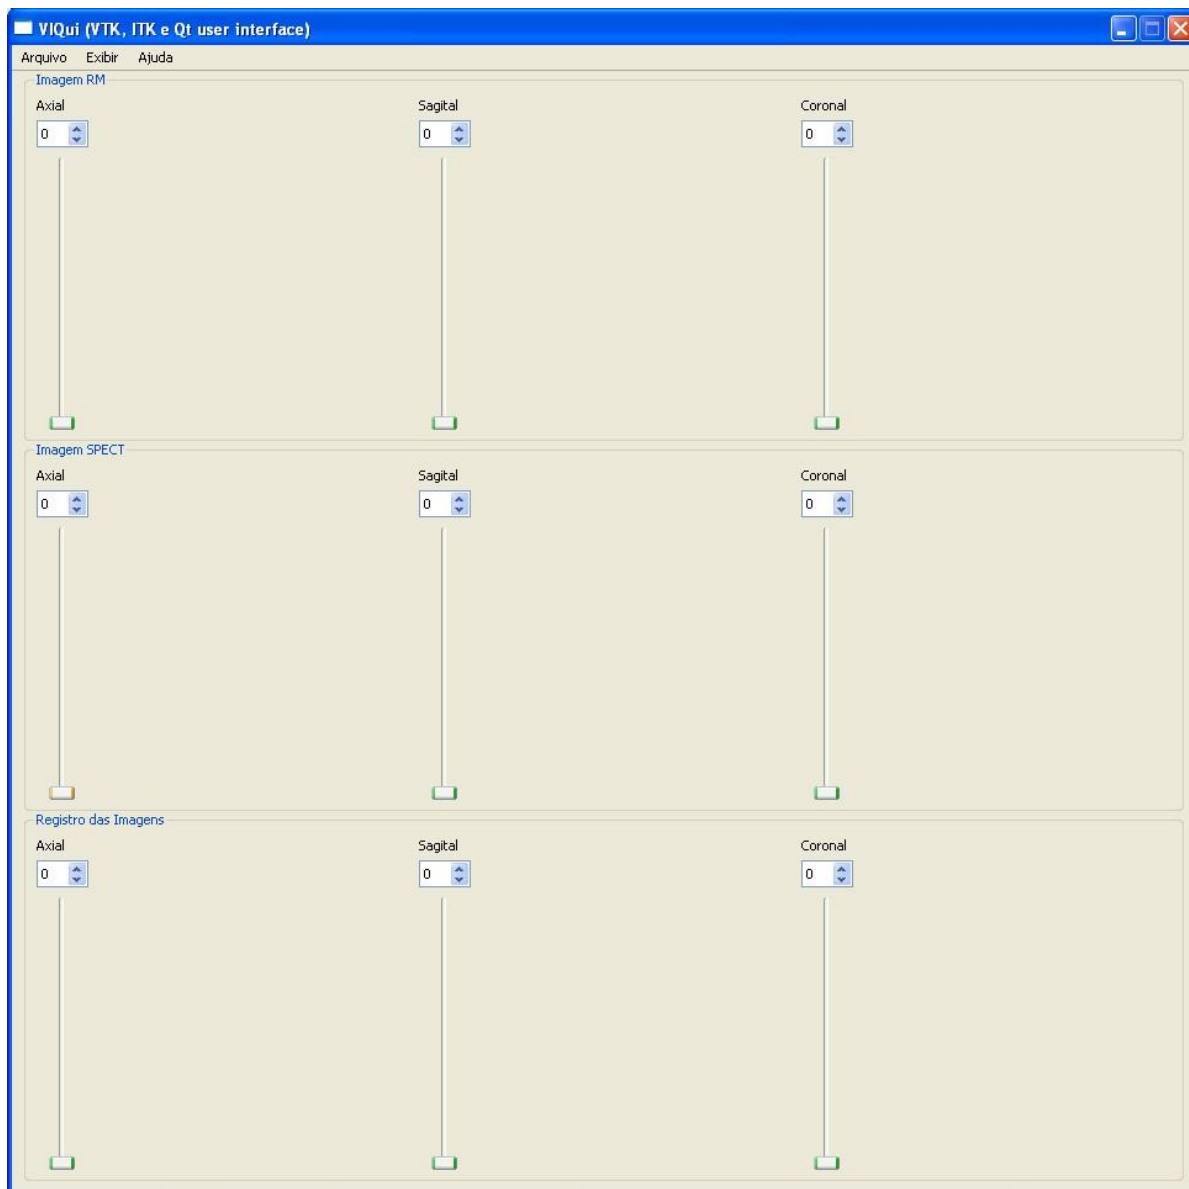 VIQui (VTK, ITK e Qt user interface)
Arquivo Exibir Ajuda
Imagem RM
Axial Sagital Coronal
0 0 0
Imagem SPECT
Axial Sagital Coronal
0 0 0
Registro das Imagens
Axial Sagital Coronal
0 0 0